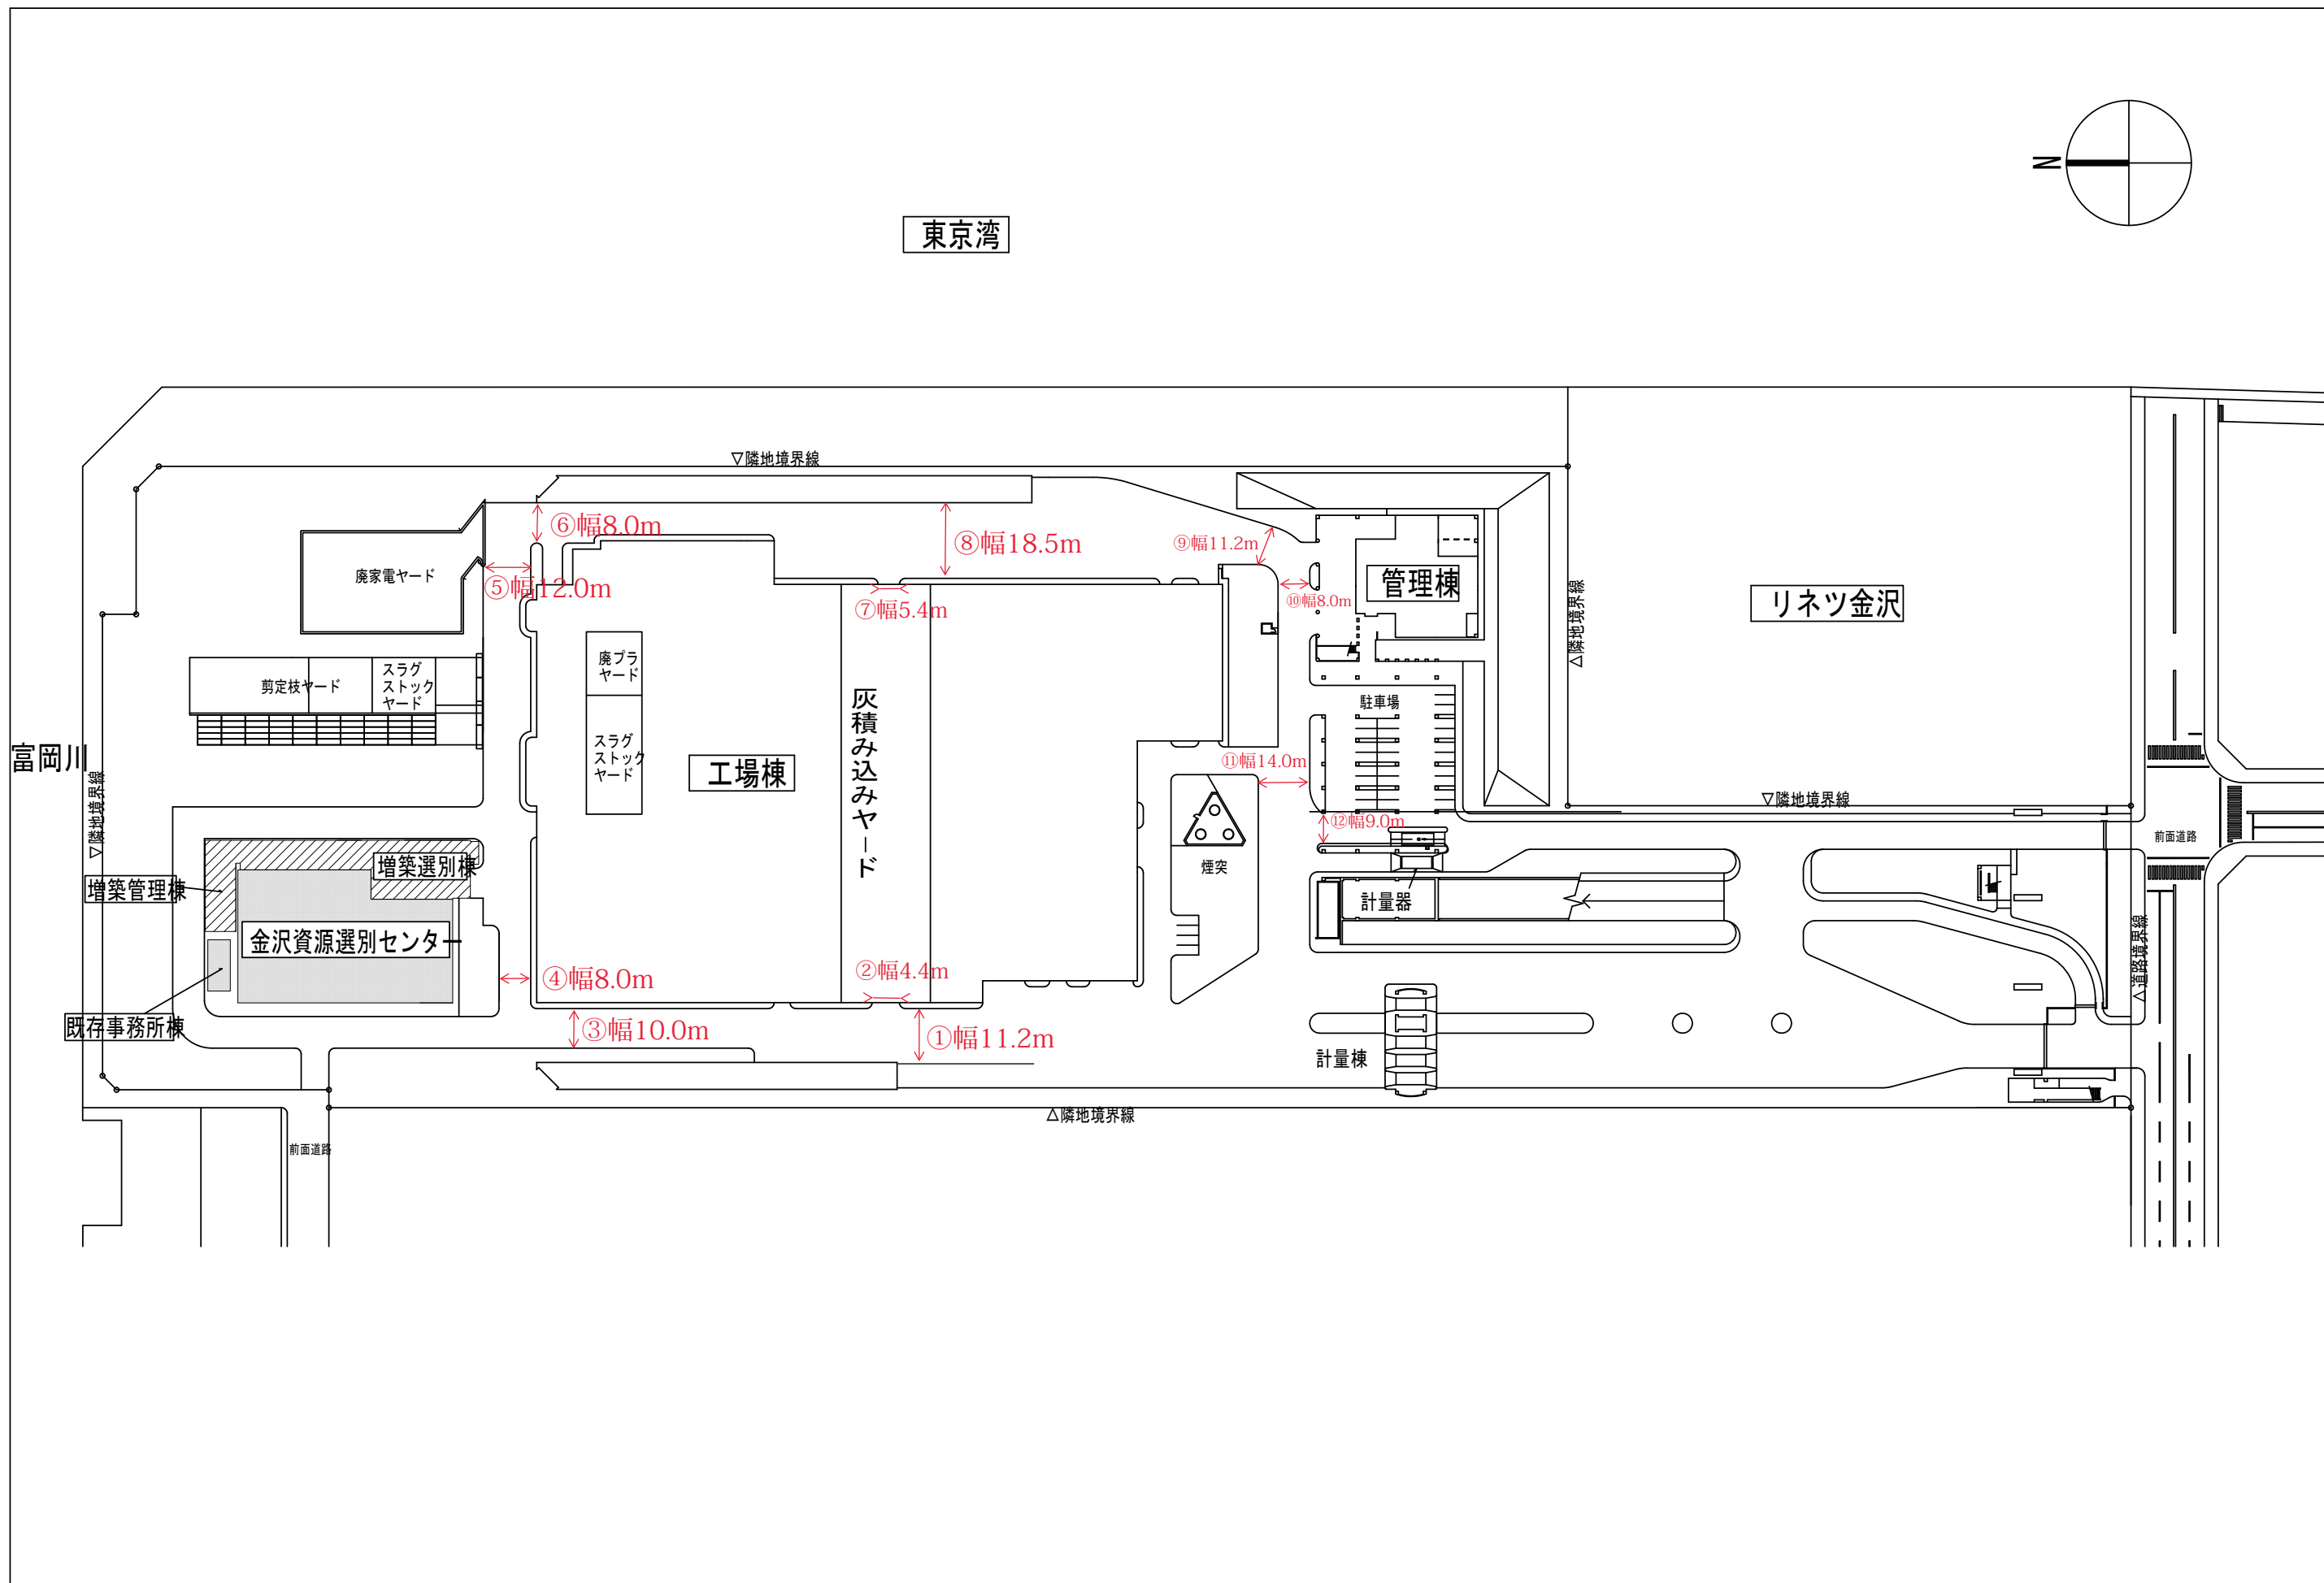 N
東京湾
▽隣地境界線
⑥幅8.0m
⑧幅18.5m
⑨幅11.2m
廃家電ヤード
⑤幅12.0m
⑦幅5.4m
⑩幅8.0m
管理棟
△隣地境界線
リネツ金沢
剪定枝ヤード
スラグ
ストック
ヤード
廃プラ
ヤード
灰積み込みヤード
駐車場
富岡川
▽隣地境界線
スラグ
ストック
ヤード
工場棟
⑪幅14.0m
▽隣地境界線
⑫幅9.0m
前面道路
増築選別棟
増築管理棟
煙突
計量器
金沢資源選別センター
④幅8.0m
②幅4.4m
△道路境界線
既存事務所棟
③幅10.0m
①幅11.2m
計量棟
△隣地境界線
前面道路